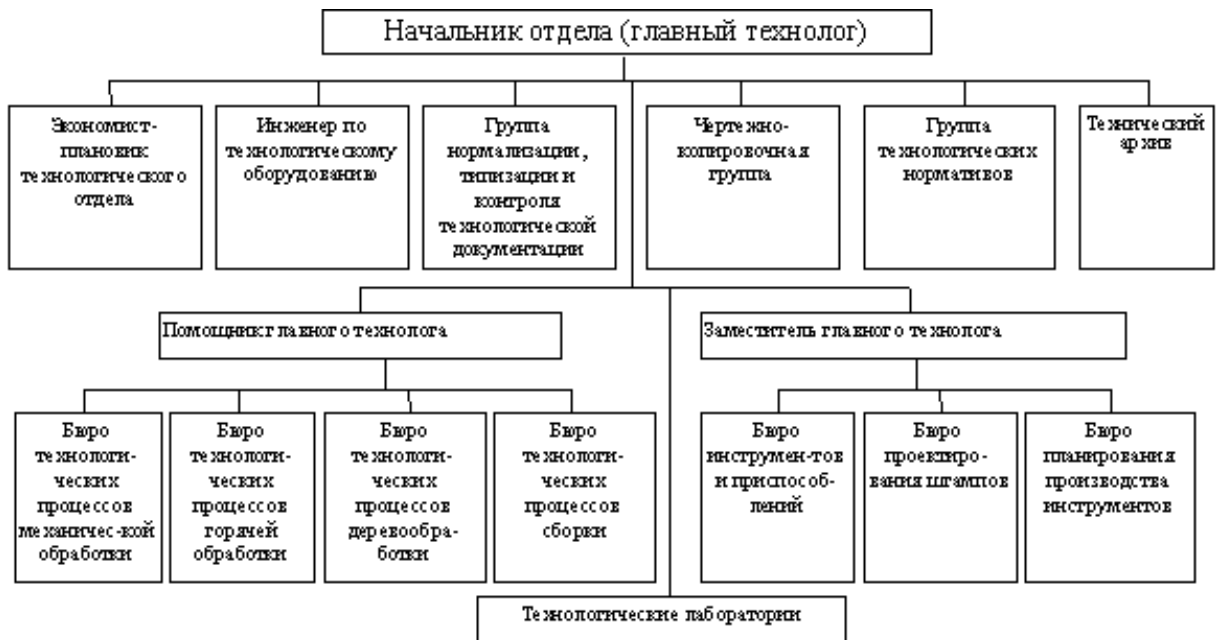 Начальник отдела (главный технолог)
Экономист-
плановик
технологического
отдела
Инженер по
технологическому
оборудованию
Группа
нормализации,
типизации и
контроля
технологической
документации
Чертежно-
копировочная
группа
Группа
технологических
нормативов
Технический
архив
Помощник главного технолога
Заместитель главного технолога
Бюро
технологи-
ческих
процессов
механичес-кой
обработки
Бюро
технологи-
ческих
процессов
горячей
обработки
Бюро
технологи-
ческих
процессов
деревообра-
ботки
Бюро
технологи-
ческих
процессов
сборки
Бюро
инструмен-тов
и приспособ-
лений
Бюро
проектиро-
вания штампов
Бюро
планирования
производства
инструментов
Технологические лаборатории